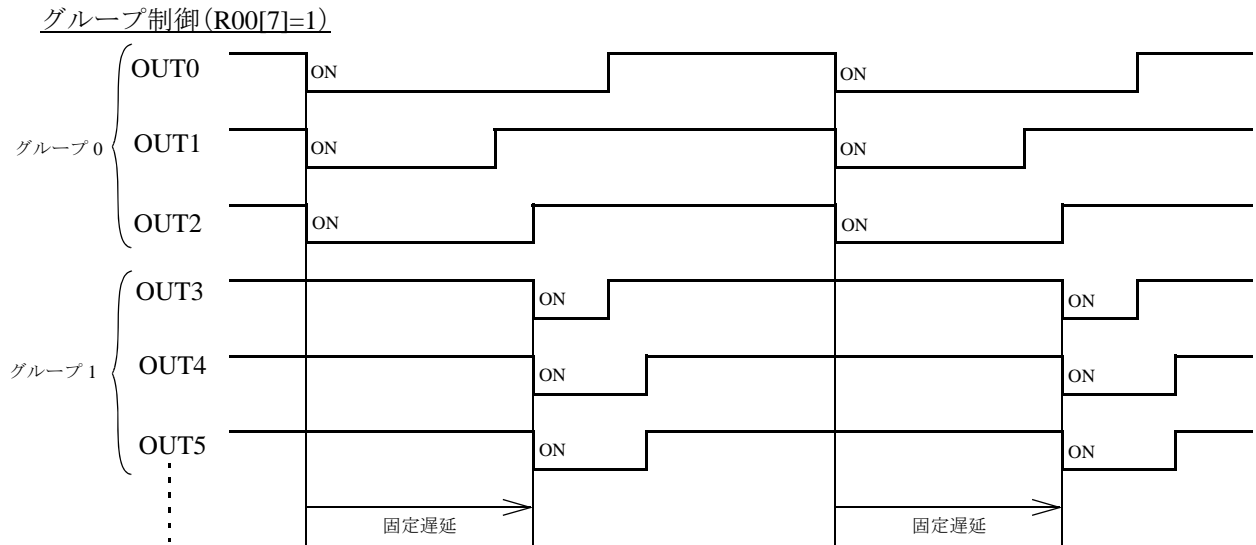 グループ制御(R00[7]=1)
OUT0 ON ON
グループ 0 OUT1 ON ON
OUT2 ON ON
OUT3 ON ON
グループ 1 OUT4 ON ON
OUT5 ON ON
固定遅延 固定遅延